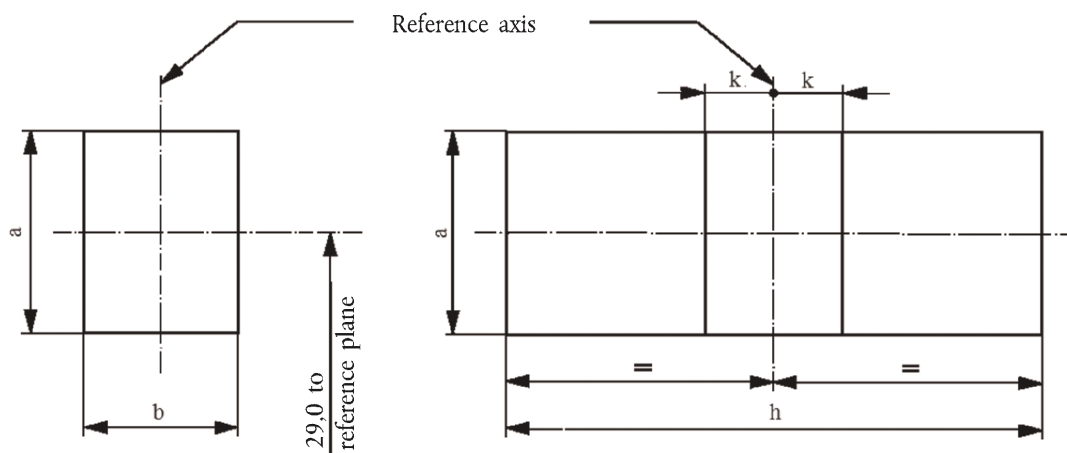 Reference axis
k
k
a
a
29,0 to
reference plane
=
=
b
h